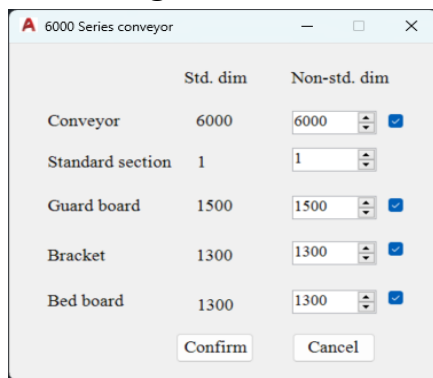 6000 Series conveyor
Std. dim Non-std. dim
Conveyor 6000 6000
Standard section 1 1
Guard board 1500 1500
Bracket 1300 1300
Bed board 1300 1300
Confirm Cancel